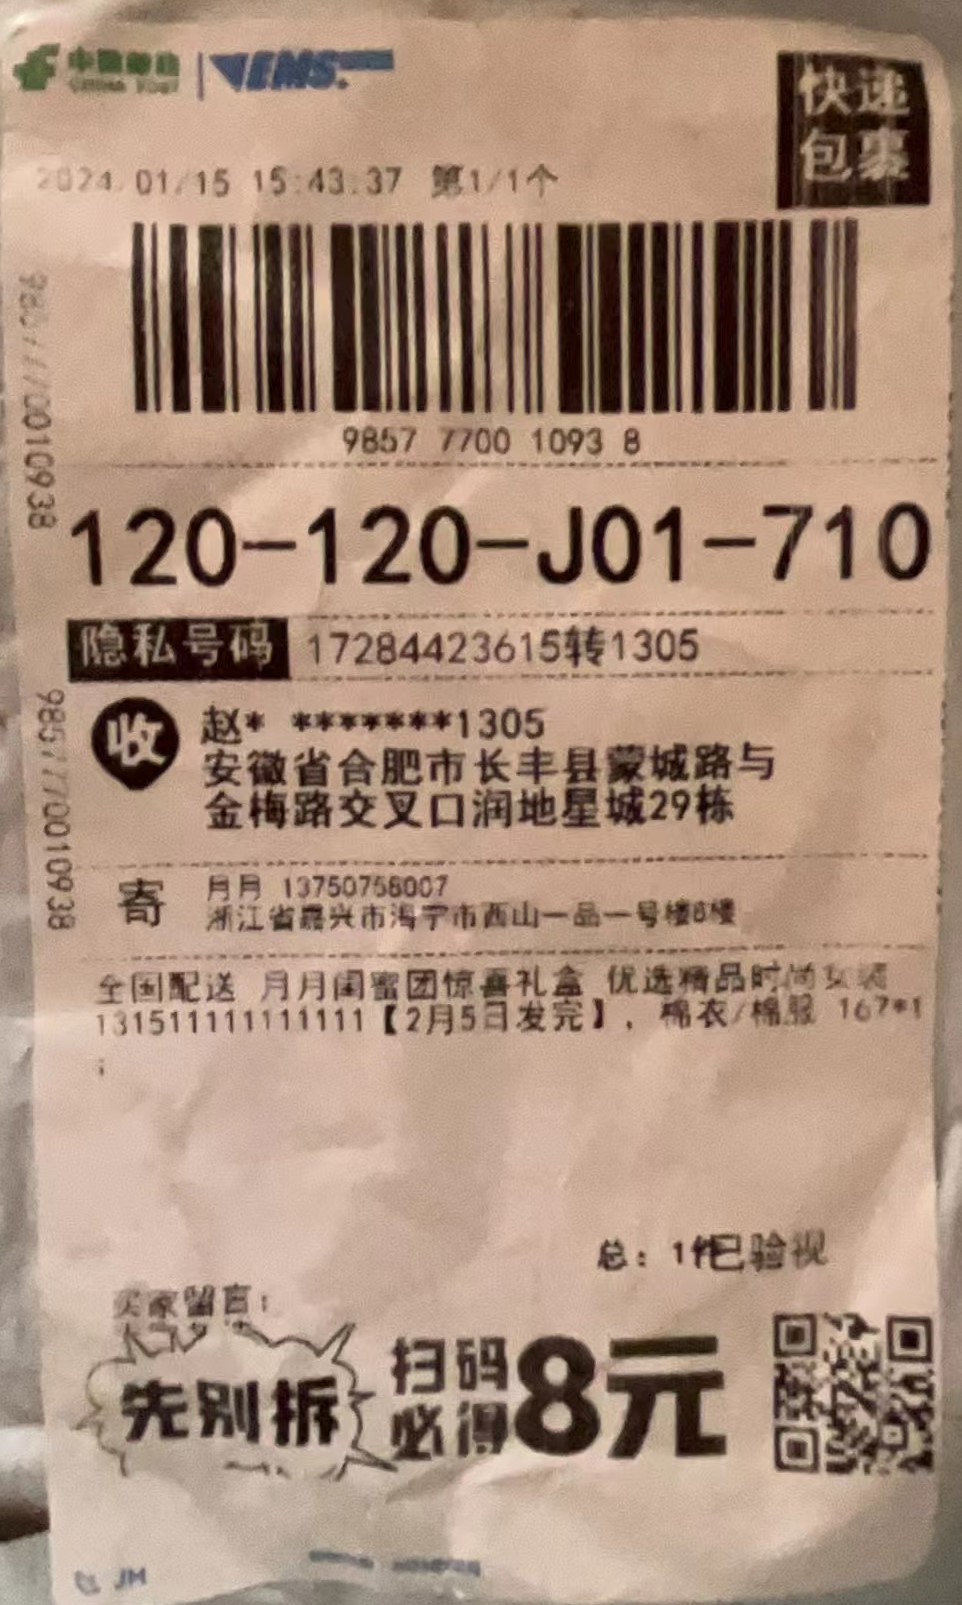 中国邮政
CHINA POST
EMS
快递
包裹
2024/01/15 15:43:37 第1/1个
9857 7700 1093 8
9857770010938
120-120-J01-710
隐私号码 17284423615转1305
收 赵* *******1305
安徽省合肥市长丰县蒙城路与
金梅路交叉口润地星城29栋
9857770010938
寄 月月 13750758007
浙江省嘉兴市海宁市西山一品一号楼8楼
全国配送 月月闺蜜团惊喜礼盒 优选精品时尚女装
131511111111111【2月5日发完】, 棉衣/棉服 167*1
;
总: 1件已验视
买家留言:
先别拆
扫码
必得
8元